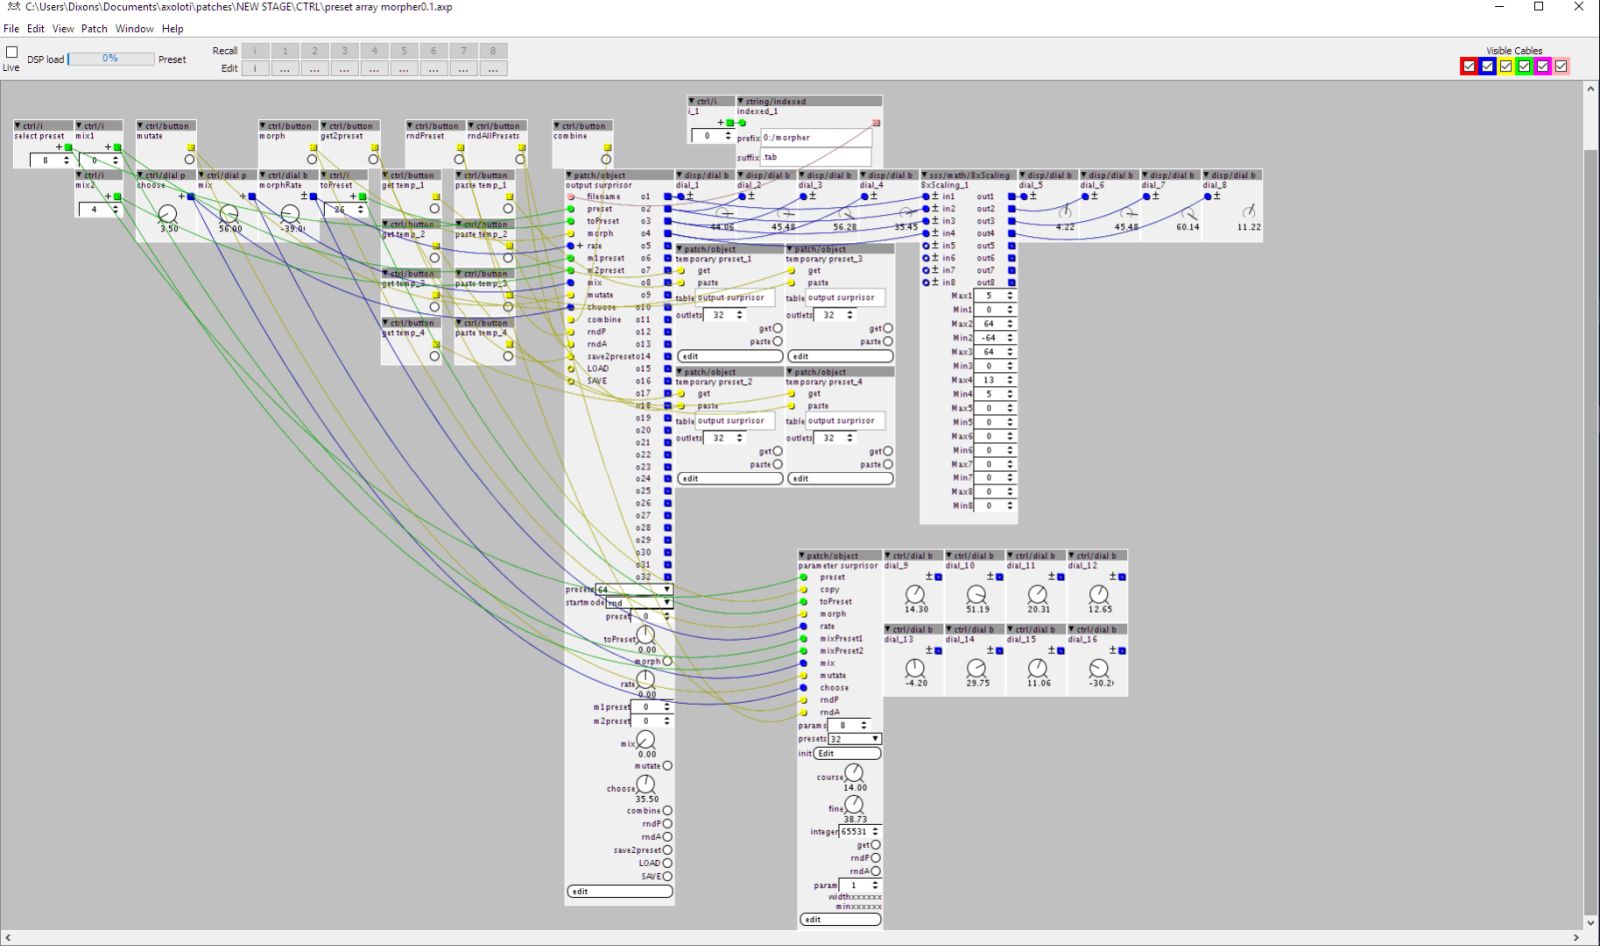 C:\Users\Dixons\Documents\axoloti\patches\NEW STAGE\CTRL\preset array morpher0.1.axp
File Edit View Patch Window Help
Live
DSP load 0% Preset
Recall i 1 2 3 4 5 6 7 8
Edit i ... ... ... ... ... ... ... ...
Visible Cables
ctrl/i
select preset
8
ctrl/i
mix1
0
ctrl/i
mix2
4
ctrl/button
mutate
ctrl/button
morph
ctrl/button
get2preset
ctrl/button
rndPreset
ctrl/button
rndAllPresets
ctrl/button
combine
ctrl/dial p
choose
3.50
ctrl/dial p
mix
56.00
ctrl/dial b
morphRate
ctrl/i
toPreset
ctrl/button
get temp_1
ctrl/button
paste temp_1
ctrl/button
get temp_2
ctrl/button
paste temp_2
ctrl/button
get temp_3
ctrl/button
paste temp_3
ctrl/button
get temp_4
ctrl/button
paste temp_4
ctrl/i
i_1
0
string/indexed
indexed_1
prefix 0:/morpher
suffix .tab
patch/object
output surprisor
filename o1
preset o2
toPreset o3
morph o4
rate o5
m1preset o6
m2preset o7
mix o8
mutate o9
choose o10
combine o11
rndP o12
rndA o13
save2preset o14
LOAD o15
SAVE o16
o17
o18
o19
o20
o21
o22
o23
o24
o25
o26
o27
o28
o29
o30
o31
o32
presets 64
startmode rnd
preset 0
toPreset
0.00
morph
rate
0.00
m1preset 0
m2preset 0
mix
0.00
mutate
choose
35.50
combine
rndP
rndA
save2preset
LOAD
SAVE
edit
disp/dial b
dial_1
44.06
disp/dial b
dial_2
45.48
disp/dial b
dial_3
56.28
disp/dial b
dial_4
35.45
patch/object
temporary preset_1
get
paste
table output surprisor
outlets 32
get
paste
edit
patch/object
temporary preset_3
get
paste
table output surprisor
outlets 32
get
paste
edit
patch/object
temporary preset_2
get
paste
table output surprisor
outlets 32
get
paste
edit
patch/object
temporary preset_4
get
paste
table output surprisor
outlets 32
get
paste
edit
sss/math/8xScaling
8xScaling_1
in1 out1
in2 out2
in3 out3
in4 out4
in5 out5
in6 out6
in7 out7
in8 out8
Max1 5
Min1 0
Max2 64
Min2 -64
Max3 64
Min3 0
Max4 13
Min4 5
Max5 0
Min5 0
Max6 0
Min6 0
Max7 0
Min7 0
Max8 0
Min8 0
disp/dial b
dial_5
4.22
disp/dial b
dial_6
45.48
disp/dial b
dial_7
60.14
disp/dial b
dial_8
11.22
patch/object
parameter surprisor
preset
copy
toPreset
morph
rate
mixPreset1
mixPreset2
mix
mutate
choose
rndP
rndA
params 8
presets 32
init Edit
course
14.00
fine
38.73
integer 65531
get
rndP
rndA
param 1
widthxxxxxx
minxxxxxx
edit
ctrl/dial b
dial_9
14.30
ctrl/dial b
dial_10
51.19
ctrl/dial b
dial_11
20.31
ctrl/dial b
dial_12
12.65
ctrl/dial b
dial_13
-4.20
ctrl/dial b
dial_14
29.75
ctrl/dial b
dial_15
11.06
ctrl/dial b
dial_16